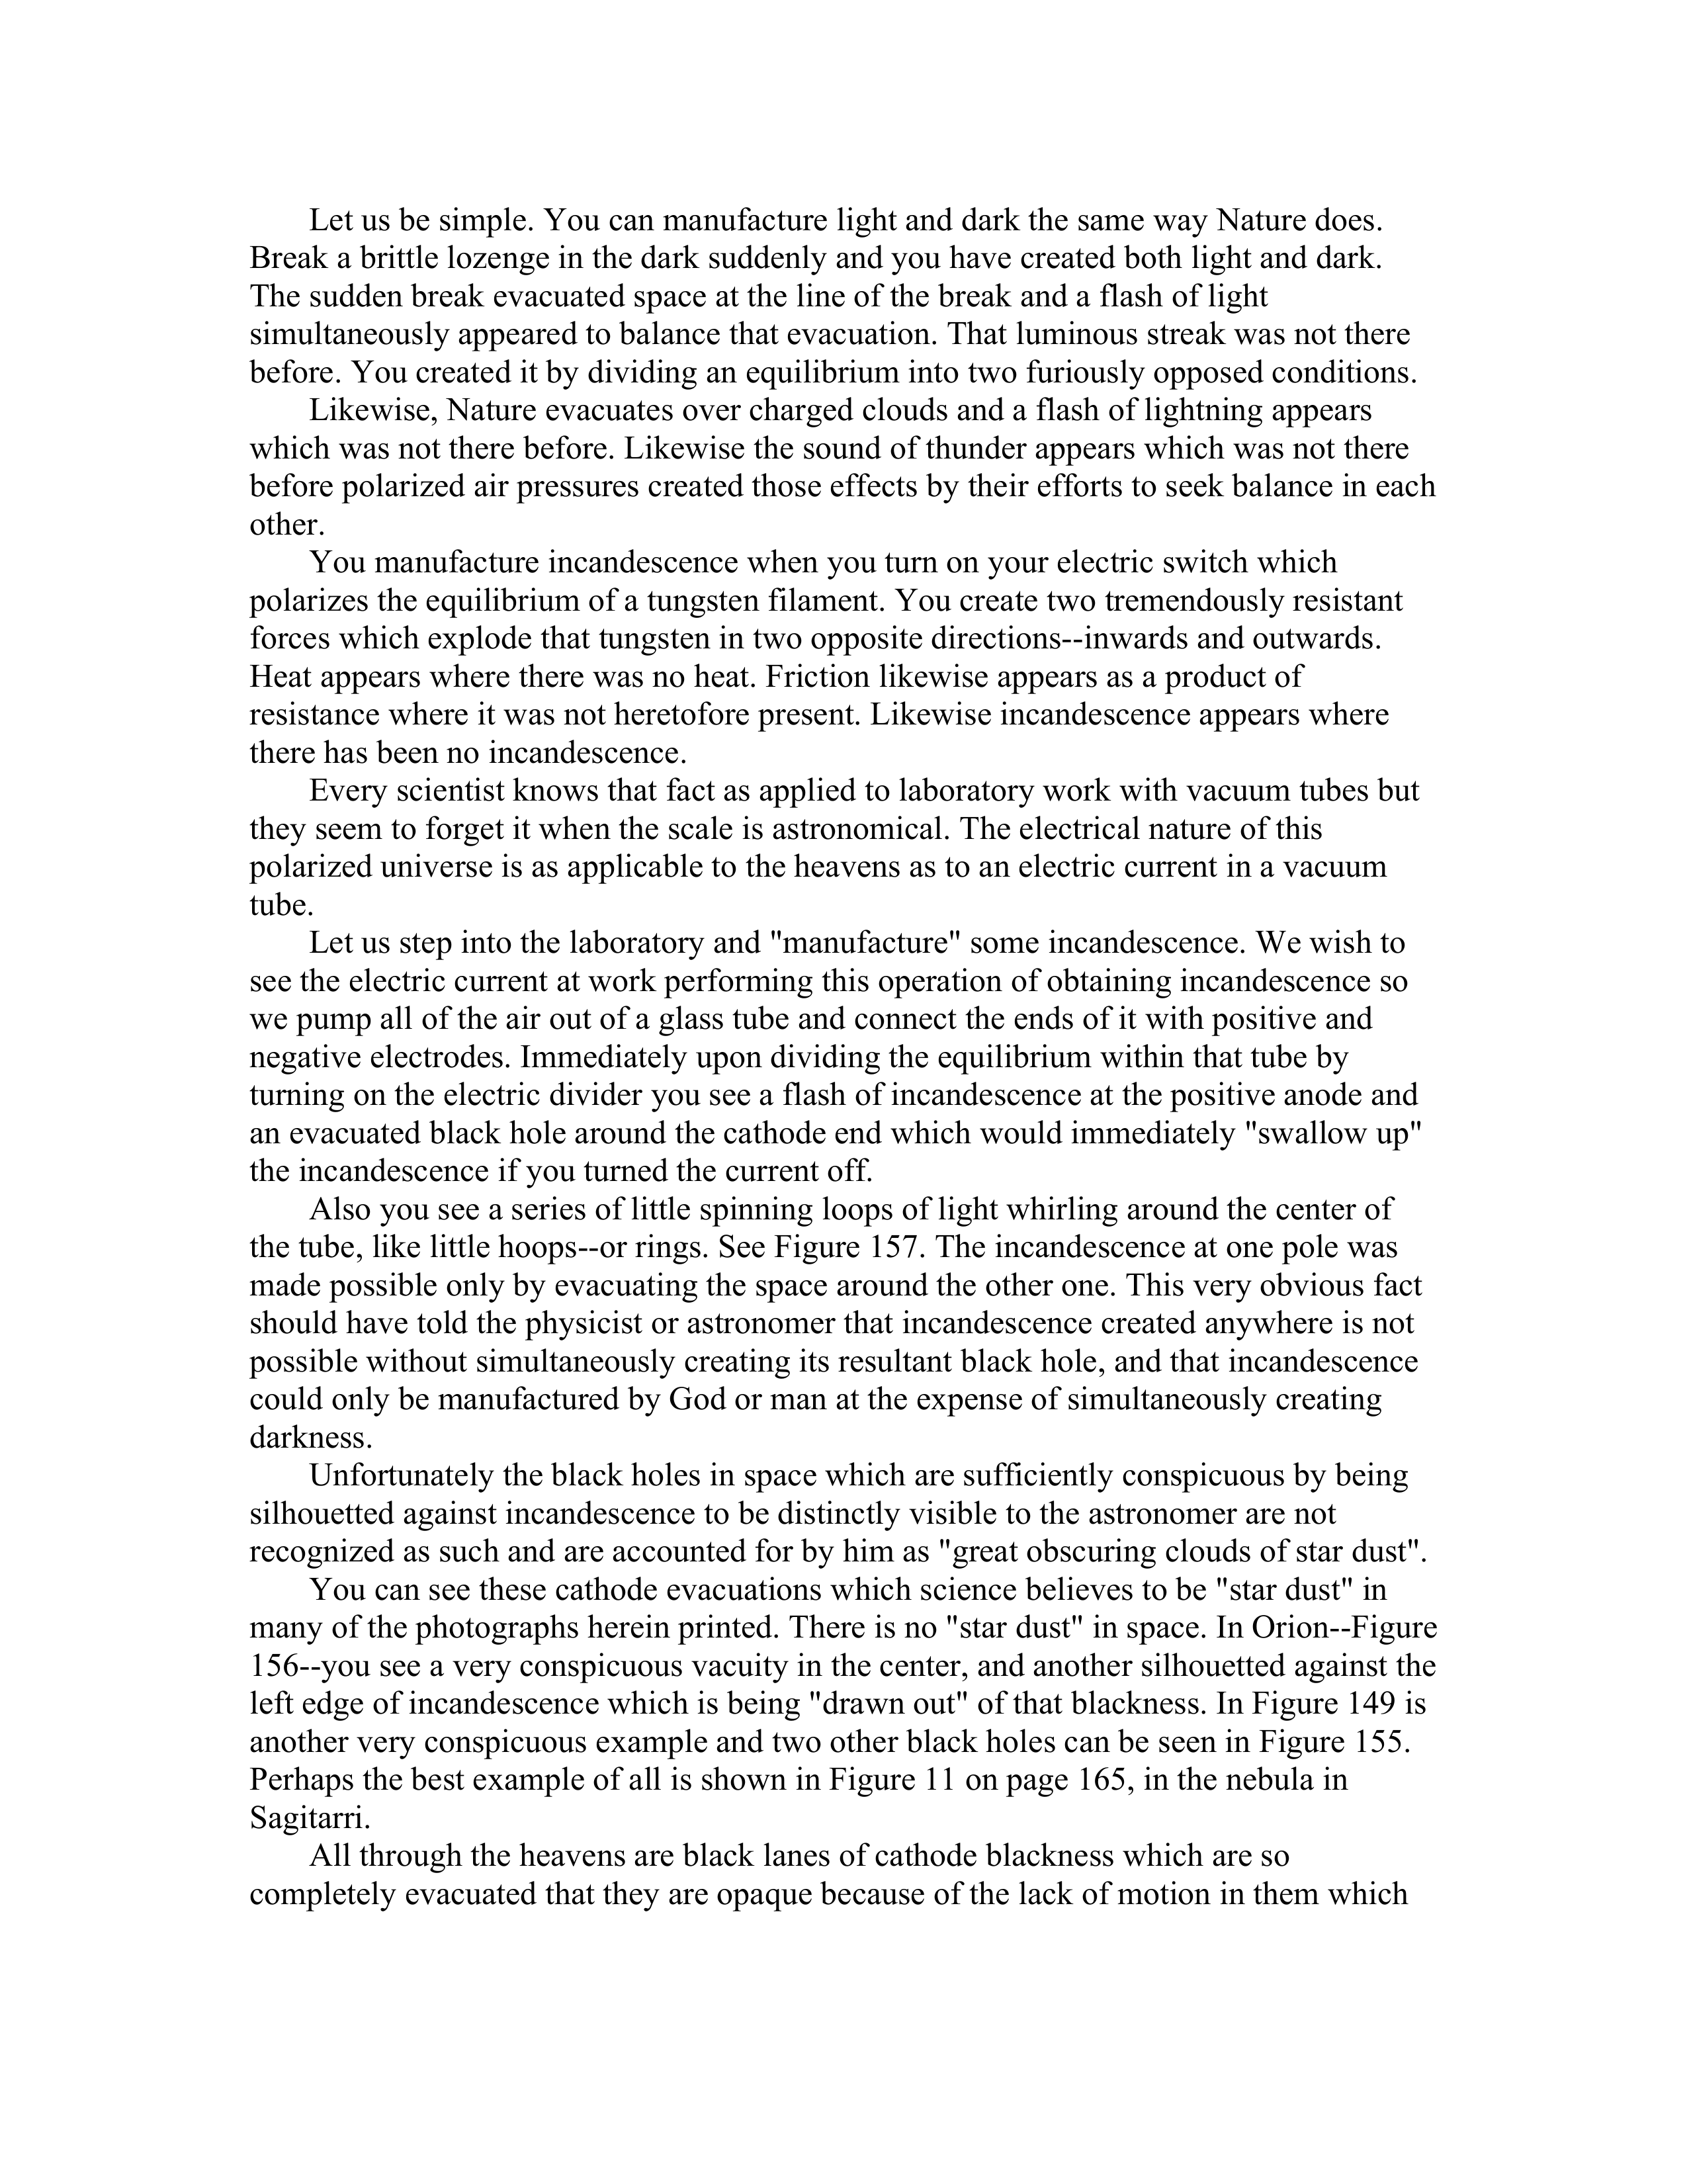 Let us be simple. You can manufacture light and dark the same way Nature does.
Break a brittle lozenge in the dark suddenly and you have created both light and dark.
The sudden break evacuated space at the line of the break and a flash of light
simultaneously appeared to balance that evacuation. That luminous streak was not there
before. You created it by dividing an equilibrium into two furiously opposed conditions.
Likewise, Nature evacuates over charged clouds and a flash of lightning appears
which was not there before. Likewise the sound of thunder appears which was not there
before polarized air pressures created those effects by their efforts to seek balance in each
other.
You manufacture incandescence when you turn on your electric switch which
polarizes the equilibrium of a tungsten filament. You create two tremendously resistant
forces which explode that tungsten in two opposite directions--inwards and outwards.
Heat appears where there was no heat. Friction likewise appears as a product of
resistance where it was not heretofore present. Likewise incandescence appears where
there has been no incandescence.
Every scientist knows that fact as applied to laboratory work with vacuum tubes but
they seem to forget it when the scale is astronomical. The electrical nature of this
polarized universe is as applicable to the heavens as to an electric current in a vacuum
tube.
Let us step into the laboratory and "manufacture" some incandescence. We wish to
see the electric current at work performing this operation of obtaining incandescence so
we pump all of the air out of a glass tube and connect the ends of it with positive and
negative electrodes. Immediately upon dividing the equilibrium within that tube by
turning on the electric divider you see a flash of incandescence at the positive anode and
an evacuated black hole around the cathode end which would immediately "swallow up"
the incandescence if you turned the current off.
Also you see a series of little spinning loops of light whirling around the center of
the tube, like little hoops--or rings. See Figure 157. The incandescence at one pole was
made possible only by evacuating the space around the other one. This very obvious fact
should have told the physicist or astronomer that incandescence created anywhere is not
possible without simultaneously creating its resultant black hole, and that incandescence
could only be manufactured by God or man at the expense of simultaneously creating
darkness.
Unfortunately the black holes in space which are sufficiently conspicuous by being
silhouetted against incandescence to be distinctly visible to the astronomer are not
recognized as such and are accounted for by him as "great obscuring clouds of star dust".
You can see these cathode evacuations which science believes to be "star dust" in
many of the photographs herein printed. There is no "star dust" in space. In Orion--Figure
156--you see a very conspicuous vacuity in the center, and another silhouetted against the
left edge of incandescence which is being "drawn out" of that blackness. In Figure 149 is
another very conspicuous example and two other black holes can be seen in Figure 155.
Perhaps the best example of all is shown in Figure 11 on page 165, in the nebula in
Sagitarri.
All through the heavens are black lanes of cathode blackness which are so
completely evacuated that they are opaque because of the lack of motion in them which